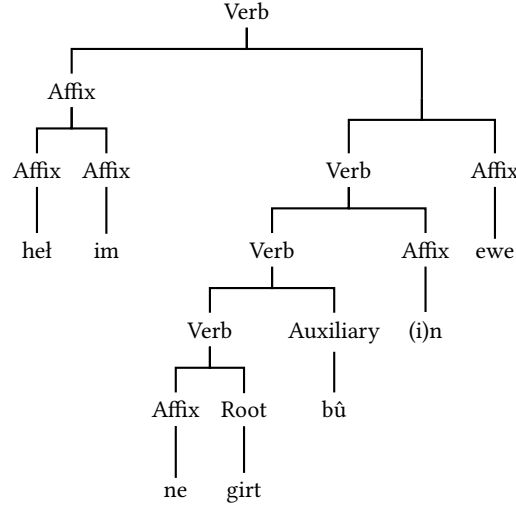 Verb
Affix
Affix Affix Verb Affix
heł im Verb Affix ewe
Verb Auxiliary (i)n
Affix Root bû
ne girt